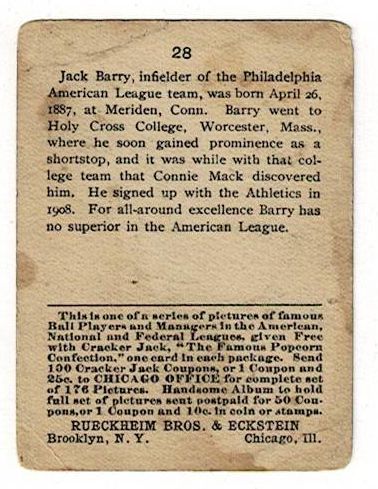 28
Jack Barry, infielder of the Philadelphia
American League team, was born April 26,
1887, at Meriden, Conn. Barry went to
Holy Cross College, Worcester, Mass.,
where he soon gained prominence as a
shortstop, and it was while with that col-
lege team that Connie Mack discovered
him. He signed up with the Athletics in
1908. For all-around excellence Barry has
no superior in the American League.
This is one of a series of pictures of famous
Ball Players and Managers in the American,
National and Federal Leagues, given Free
with Cracker Jack, "The Famous Popcorn
Confection," one card in each package. Send
100 Cracker Jack Coupons, or 1 Coupon and
25c. to CHICAGO OFFICE for complete set
of 176 Pictures. Handsome Album to hold
full set of pictures sent postpaid for 50 Cou-
pons, or 1 Coupon and 10c. in coin or stamps.
RUECKHEIM BROS. & ECKSTEIN
Brooklyn, N. Y. Chicago, Ill.